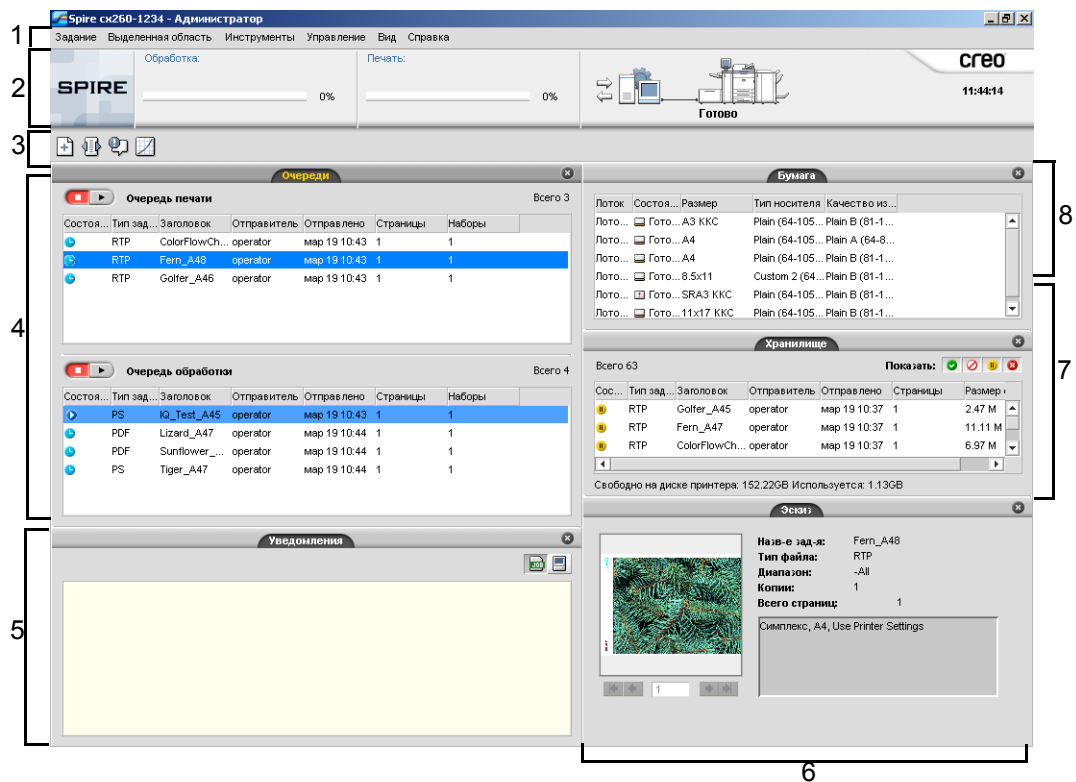 Spire cx260-1234 - Администратор
1
Задание Выделенная область Инструменты Управление Вид Справка
2
SPIRE
Обработка:
0%
Печать:
0%
Готово
creo
11:44:14
3
4
Очереди
Очередь печати Всего 3
Состоя... Тип зад... Заголовок Отправитель Отправлено Страницы Наборы
RTP ColorFlowCh... operator мар 19 10:43 1 1
RTP Fern_A48 operator мар 19 10:43 1 1
RTP Golfer_A46 operator мар 19 10:43 1 1
Очередь обработки Всего 4
Состоя... Тип зад... Заголовок Отправитель Отправлено Страницы Наборы
PS IQ_Test_A45 operator мар 19 10:43 1 1
PDF Lizard_A47 operator мар 19 10:44 1 1
PDF Sunflower_... operator мар 19 10:44 1 1
PS Tiger_A47 operator мар 19 10:44 1 1
5
Уведомления
JOB
8
Бумага
Лоток Состоя... Размер Тип носителя Качество из...
Лото... Гото... A3 ККС Plain (64-105... Plain B (81-1...
Лото... Гото... A4 Plain (64-105... Plain A (64-8...
Лото... Гото... A4 Plain (64-105... Plain B (81-1...
Лото... Гото... 8.5x11 Custom 2 (64... Plain B (81-1...
Лото... Гото... SRA3 ККС Plain (64-105... Plain B (81-1...
Лото... Гото... 11x17 ККС Plain (64-105... Plain B (81-1...
7
Хранилище
Всего 63 Показать:
Сос... Тип зад... Заголовок Отправитель Отправлено Страницы Размер
RTP Golfer_A45 operator мар 19 10:37 1 2.47 M
RTP Fern_A47 operator мар 19 10:37 1 11.11 M
RTP ColorFlowCh... operator мар 19 10:37 1 6.97 M
Свободно на диске принтера: 152.22GB Используется: 1.13GB
Эскиз
Назв-е зад-я: Fern_A48
Тип файла: RTP
Диапазон: -All
Копии: 1
Всего страниц: 1
Симплекс, A4, Use Printer Settings
1
6